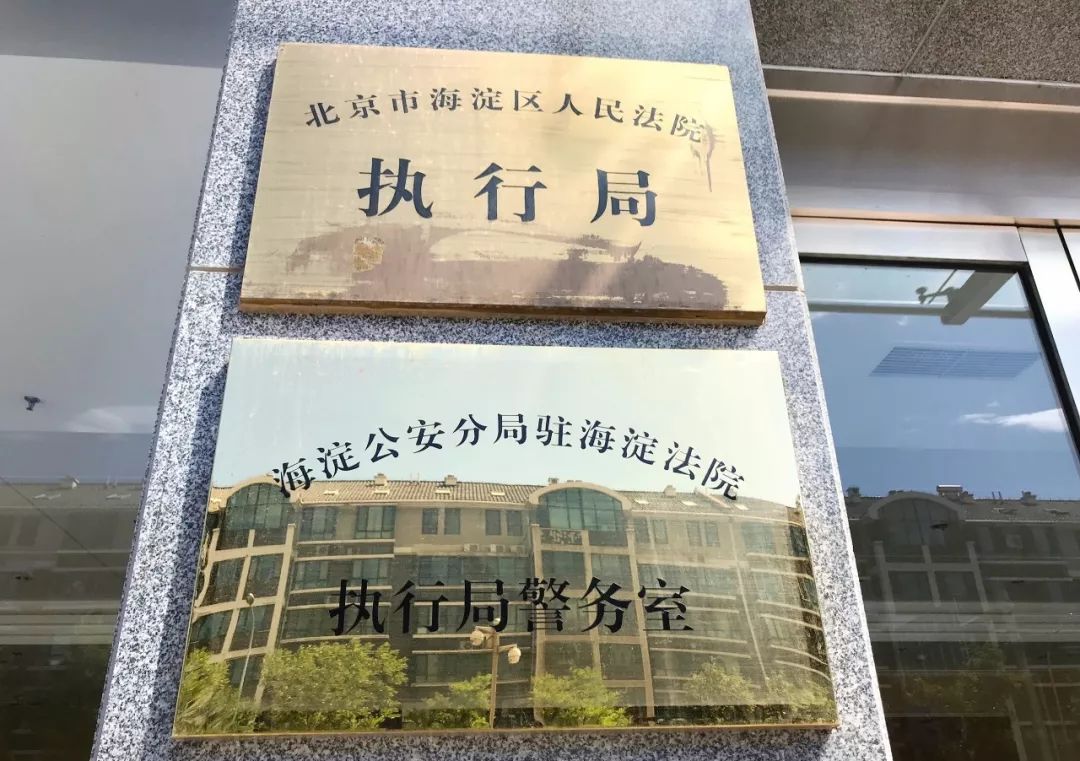 北京市海淀区人民法院
执行局
海淀公安分局驻海淀法院
执行局警务室